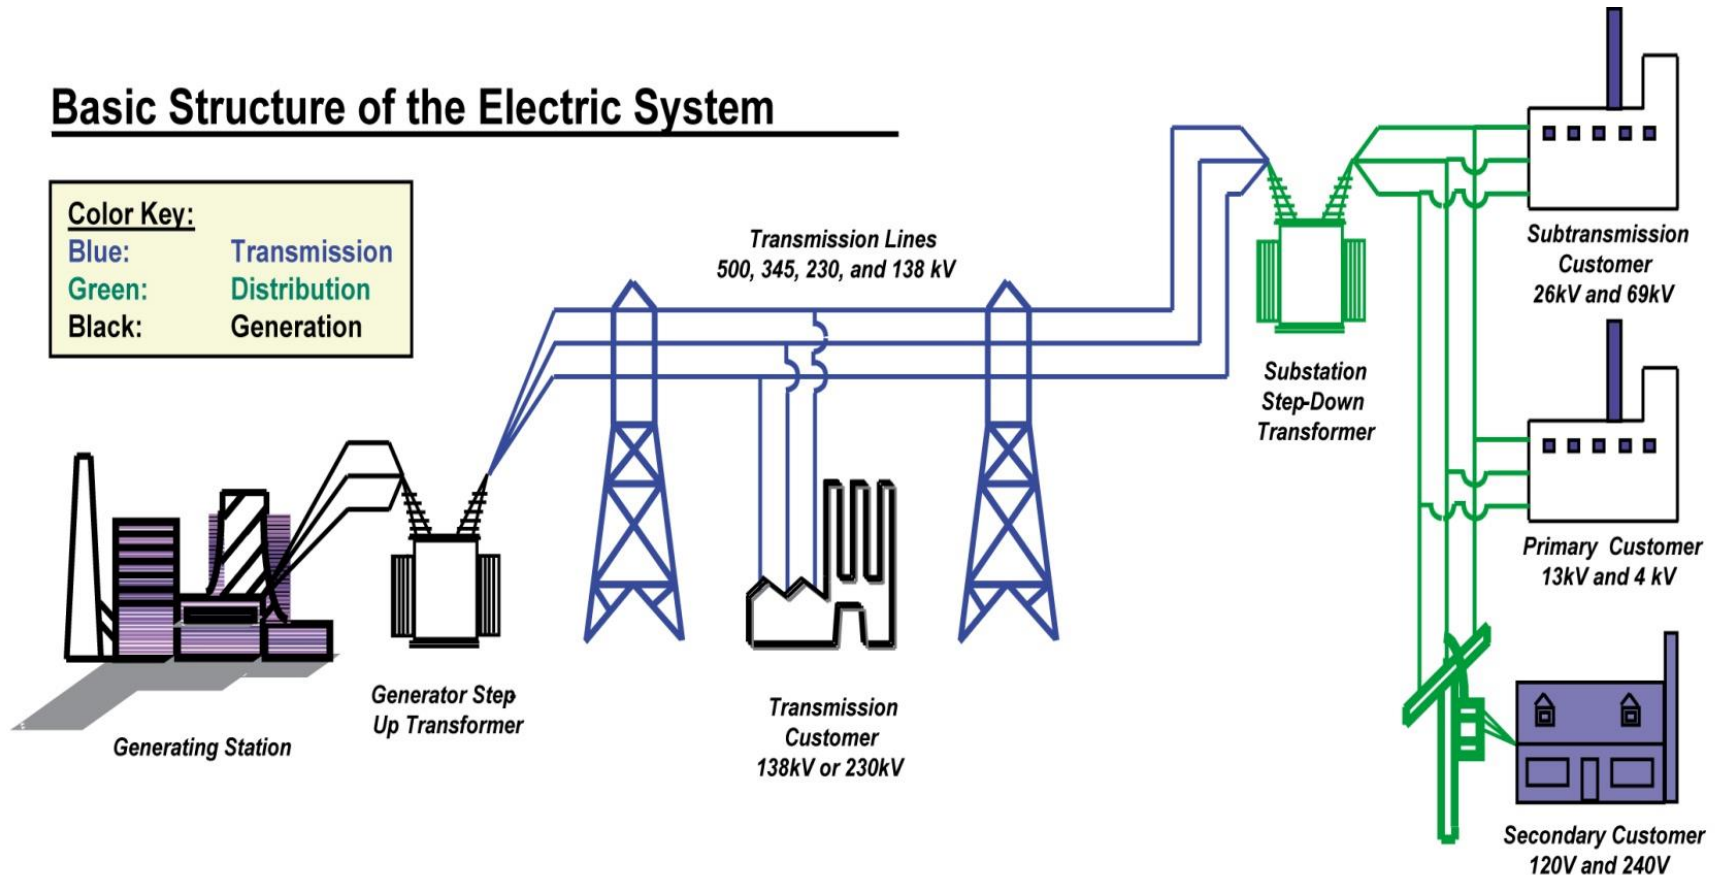 Basic Structure of the Electric System
Color Key:
Blue: Transmission
Green: Distribution
Black: Generation
Transmission Lines
500, 345, 230, and 138 kV
Subtransmission
Customer
26kV and 69kV
Substation
Step-Down
Transformer
Primary Customer
13kV and 4 kV
Generator Step
Up Transformer
Generating Station
Transmission
Customer
138kV or 230kV
Secondary Customer
120V and 240V